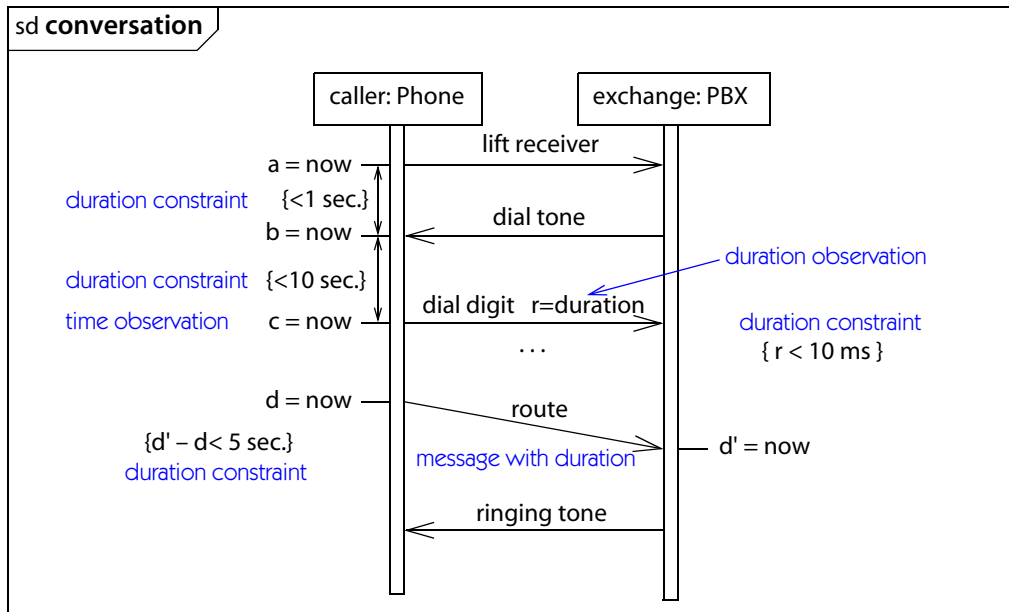 sd conversation
caller: Phone
exchange: PBX
lift receiver
a = now
duration constraint {<1 sec.}
dial tone
b = now
duration observation
duration constraint {<10 sec.}
dial digit r=duration
time observation c = now
duration constraint
. . .
{ r < 10 ms }
d = now
route
{d' – d< 5 sec.}
d' = now
message with duration
duration constraint
ringing tone